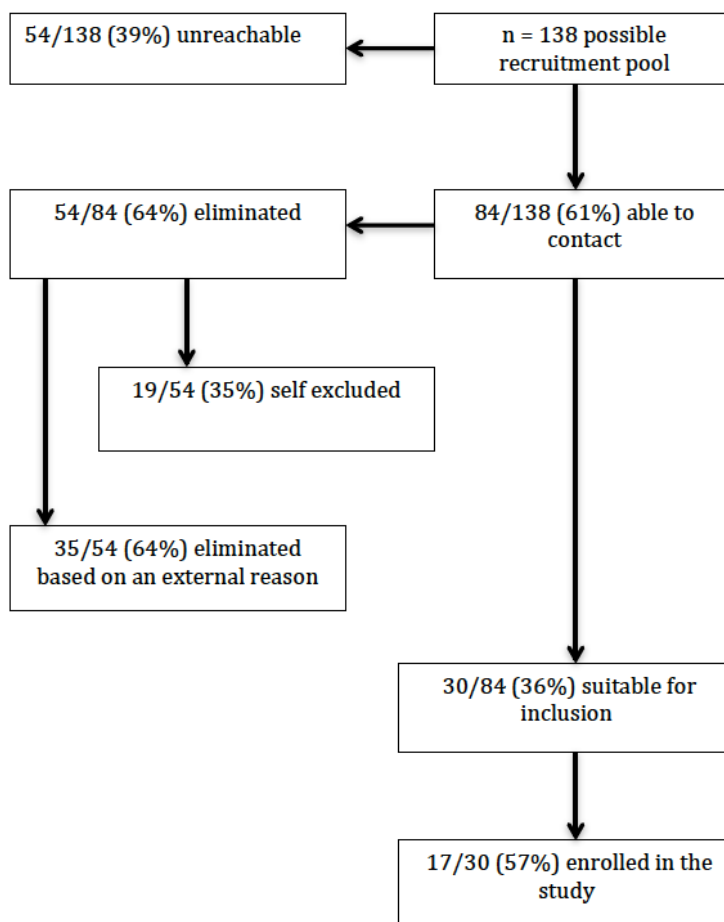 54/138 (39%) unreachable
n = 138 possible
recruitment pool
54/84 (64%) eliminated
84/138 (61%) able to
contact
19/54 (35%) self excluded
35/54 (64%) eliminated
based on an external reason
30/84 (36%) suitable for
inclusion
17/30 (57%) enrolled in the
study